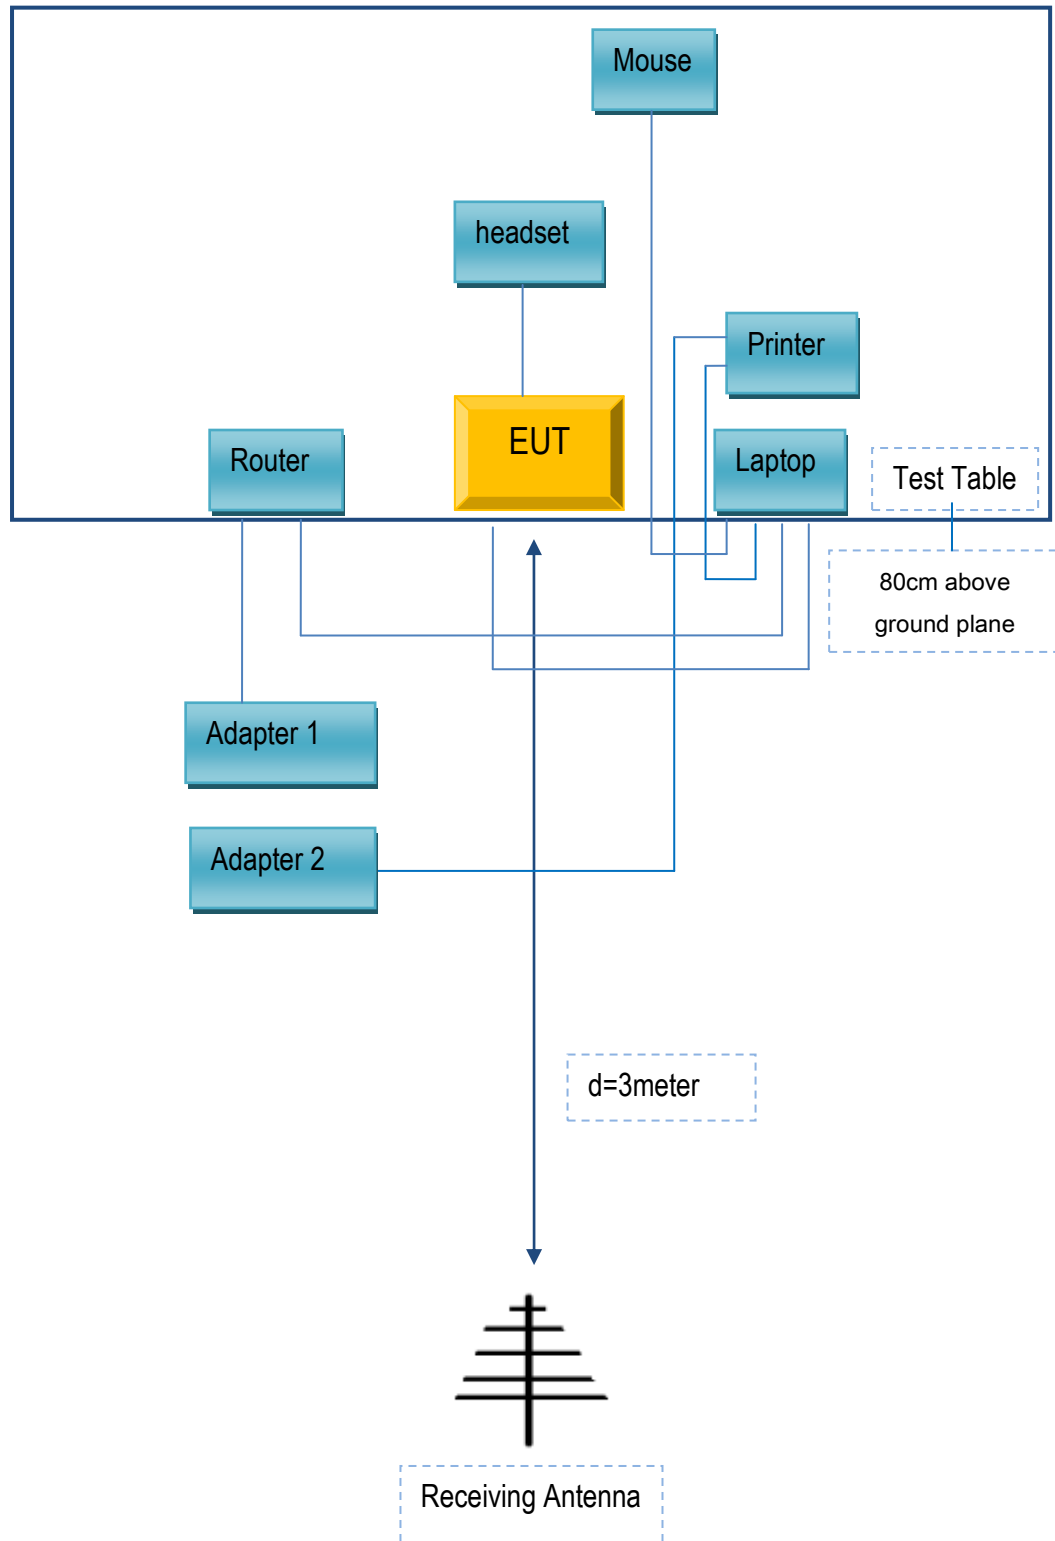 Mouse
headset
Printer
EUT
Router
Laptop
Test Table
80cm above
ground plane
Adapter 1
Adapter 2
d=3meter
Receiving Antenna